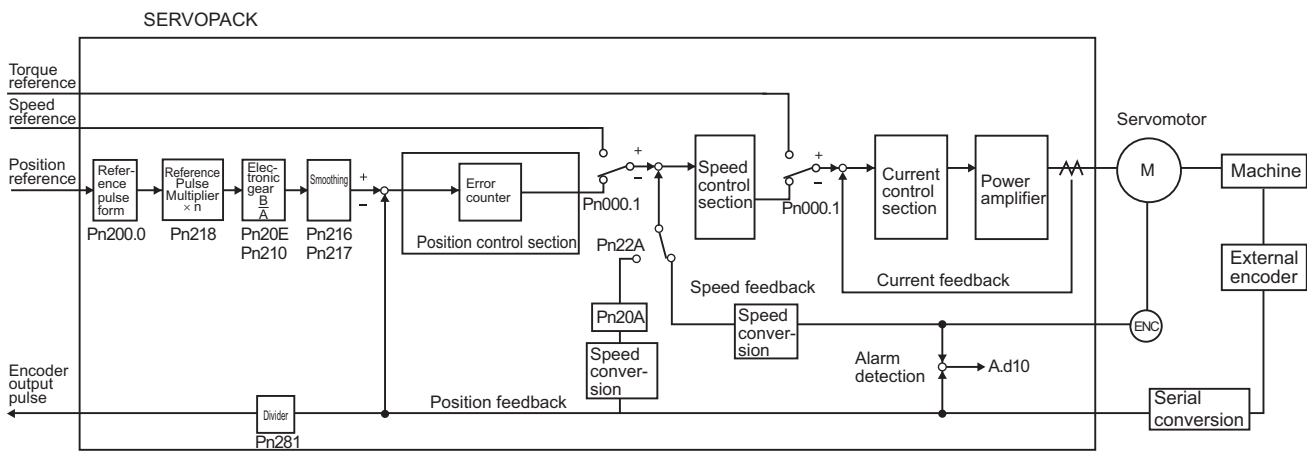 SERVOPACK
Torque
reference
Speed
reference
Position
reference
Refer-
ence
pulse
form
Pn200.0
Reference
Pulse
Multiplier
× n
Pn218
Elec-
tronic
gear
B
A
Pn20E
Pn210
Smoothing
Pn216
Pn217
+
−
Error
counter
Position control section
Pn000.1
+
−
Speed
control
section
Pn000.1
+
−
Current
control
section
Power
amplifier
Current feedback
Servomotor
M
Machine
External
encoder
ENC
Serial
conversion
Pn22A
Pn20A
Speed
conver-
sion
Speed feedback
Speed
conver-
sion
Alarm
detection
A.d10
Position feedback
Encoder
output
pulse
Divider
Pn281